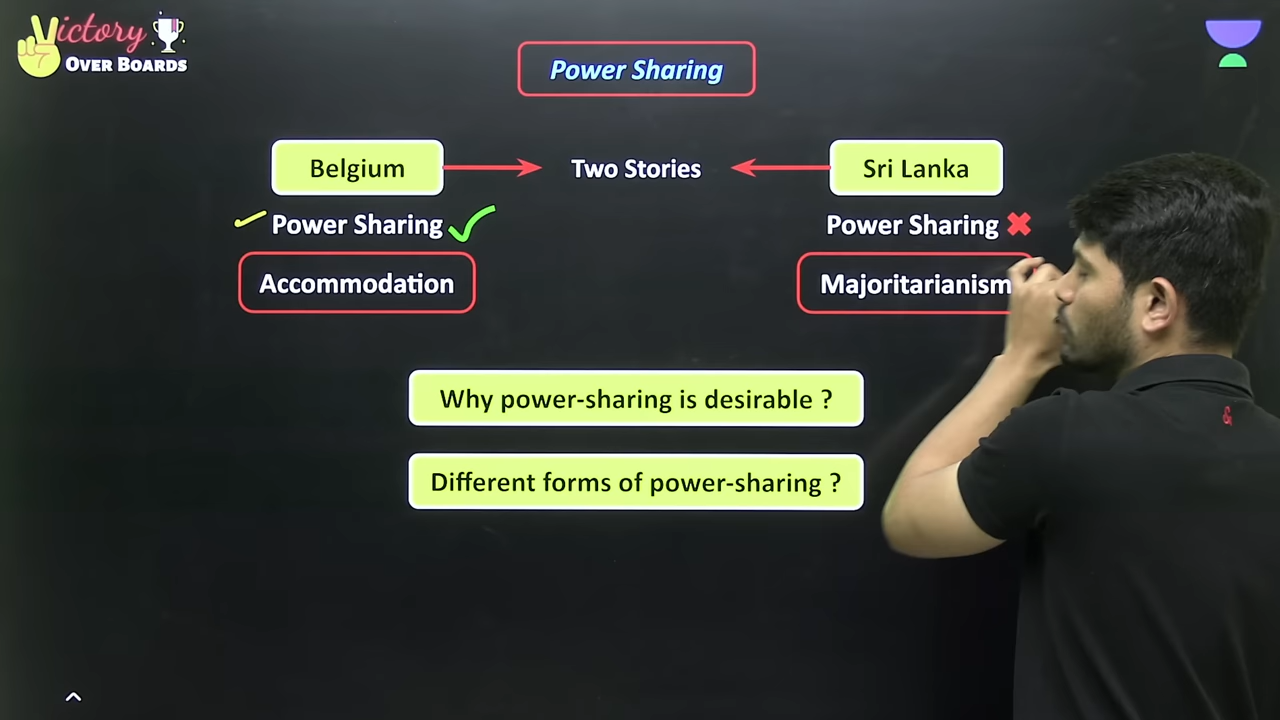 Victory
OVER BOARDS
Power Sharing
Belgium
Two Stories
Sri Lanka
Power Sharing
Power Sharing
Accommodation
Majoritarianism
Why power-sharing is desirable ?
Different forms of power-sharing ?